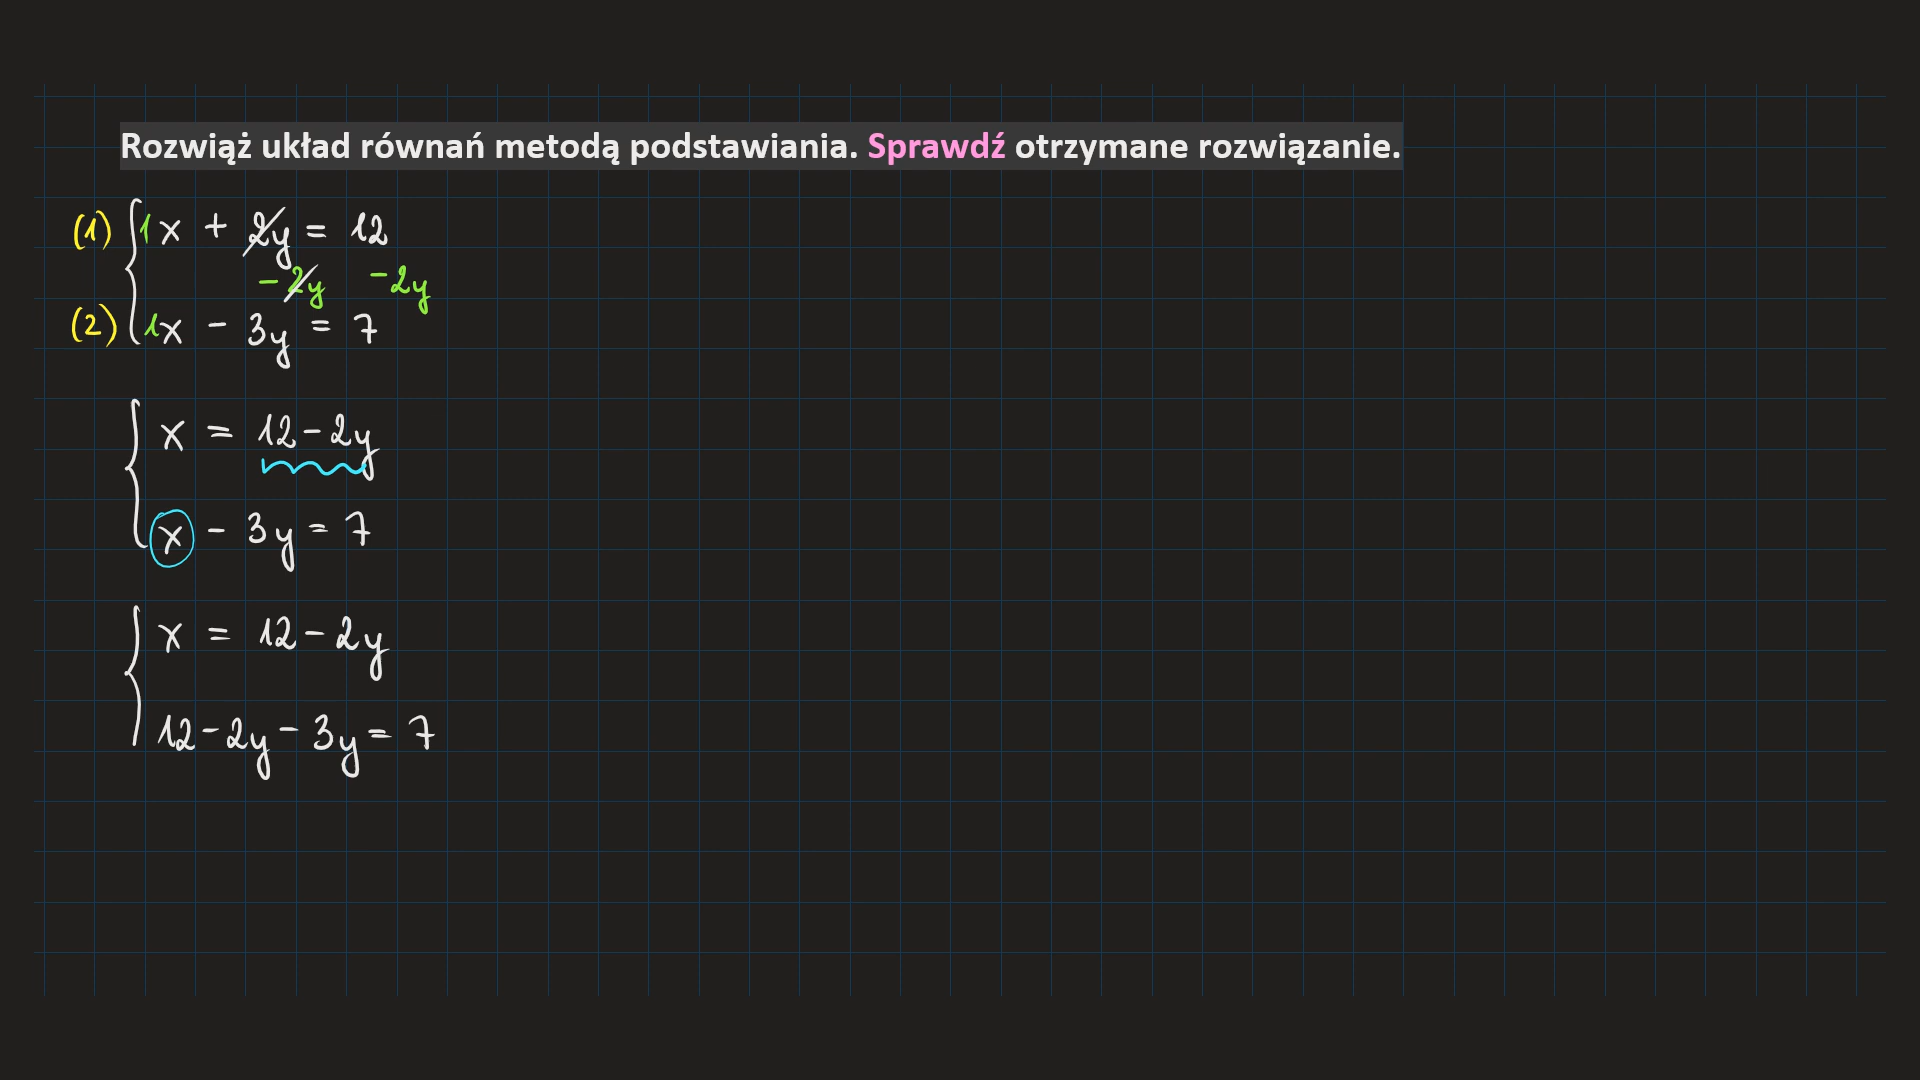 Rozwiąż układ równań metodą podstawiania. Sprawdź otrzymane rozwiązanie.
(1) 1x + 2y = 12
-2y -2y
(2) 1x - 3y = 7
x = 12 - 2y
x - 3y = 7
x = 12 - 2y
12 - 2y - 3y = 7